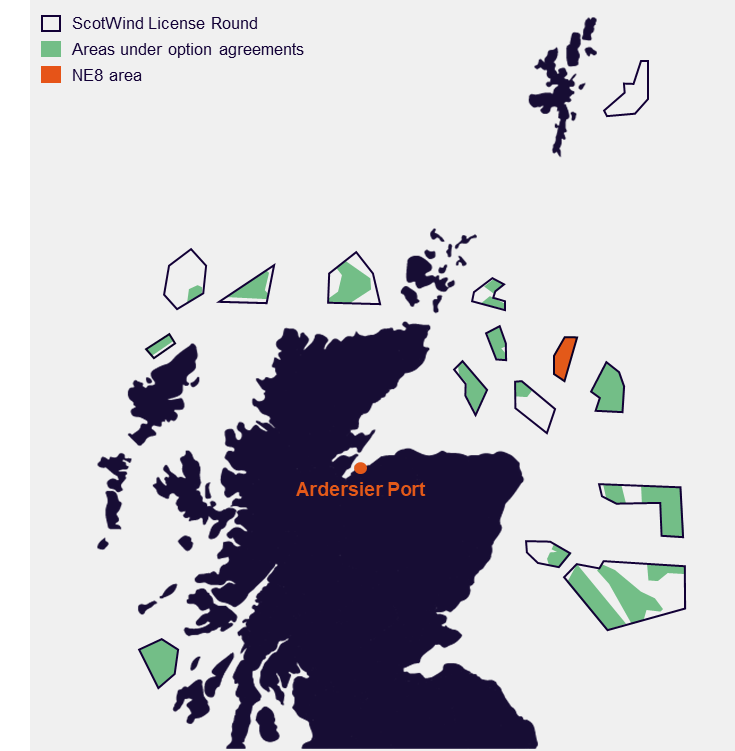 ScotWind License Round
Areas under option agreements
NE8 area
Ardersier Port